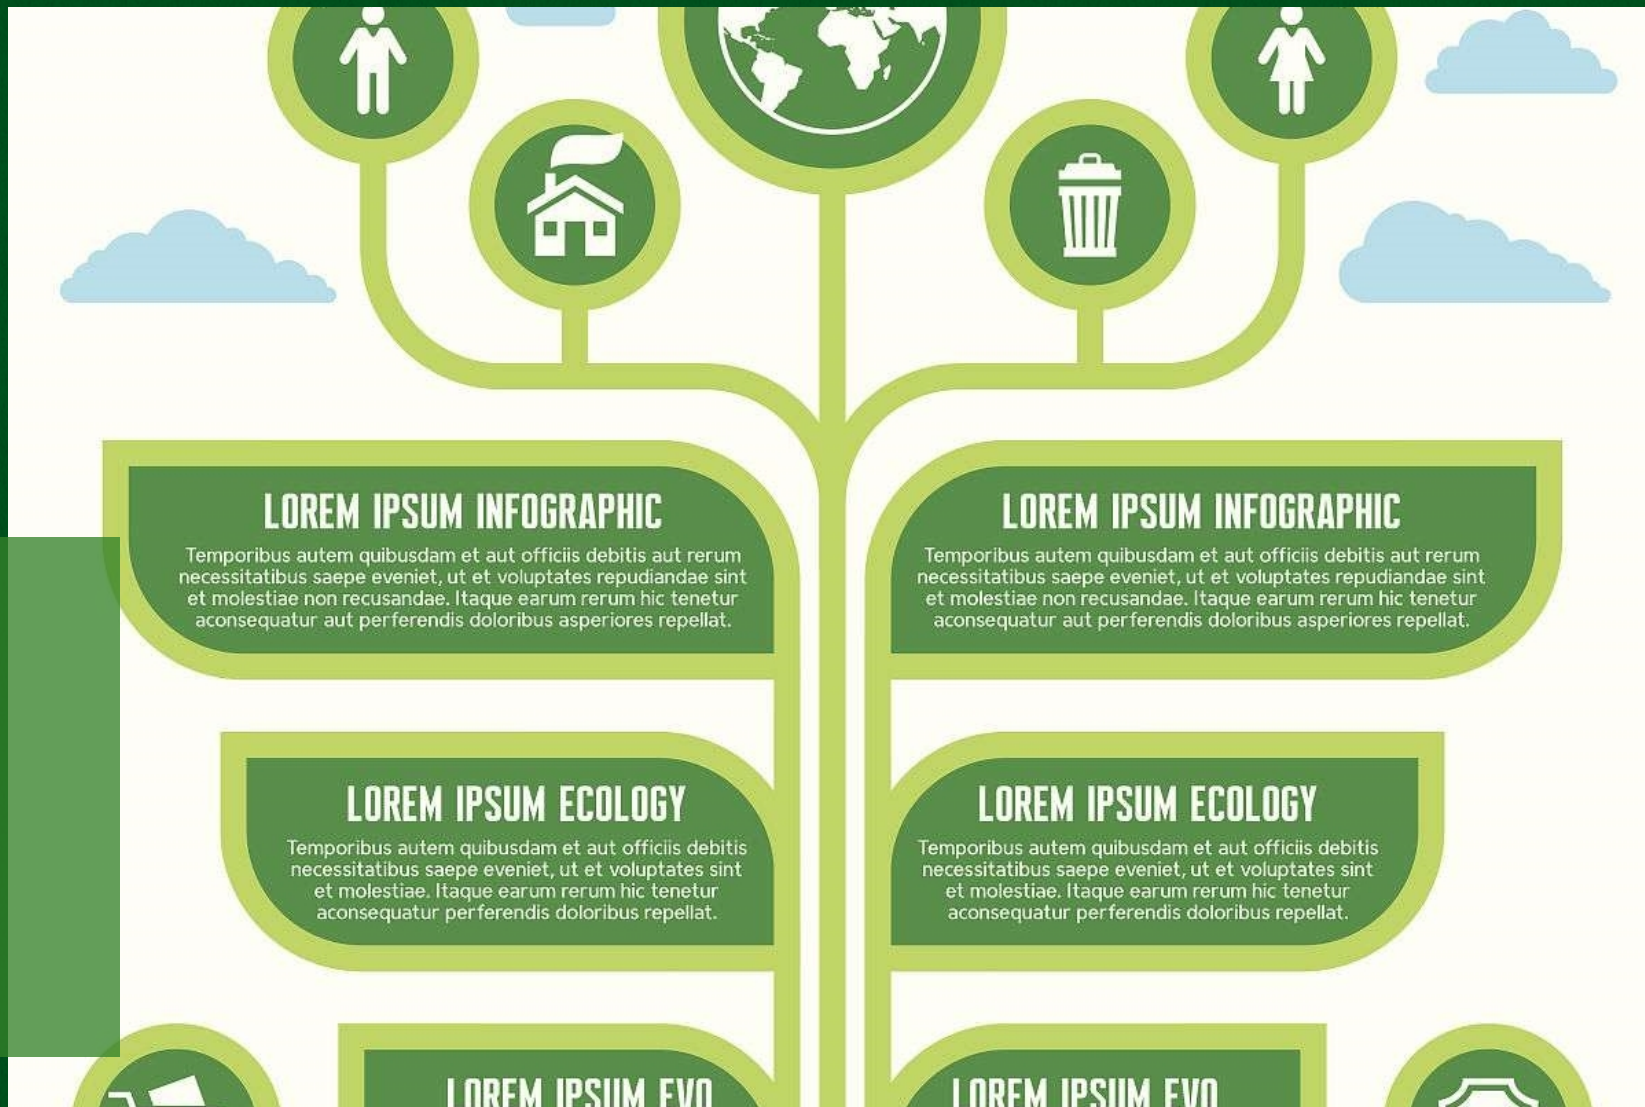 LOREM IPSUM INFOGRAPHIC
Temporibus autem quibusdam et aut officiis debitis aut rerum
necessitatibus saepe eveniet, ut et voluptates repudiandae sint
et molestiae non recusandae. Itaque earum rerum hic tenetur
aconsequatur aut perferendis doloribus asperiores repellat.
LOREM IPSUM INFOGRAPHIC
Temporibus autem quibusdam et aut officiis debitis aut rerum
necessitatibus saepe eveniet, ut et voluptates repudiandae sint
et molestiae non recusandae. Itaque earum rerum hic tenetur
aconsequatur aut perferendis doloribus asperiores repellat.
LOREM IPSUM ECOLOGY
Temporibus autem quibusdam et aut officiis debitis
necessitatibus saepe eveniet, ut et voluptates sint
et molestiae. Itaque earum rerum hic tenetur
aconsequatur perferendis doloribus repellat.
LOREM IPSUM ECOLOGY
Temporibus autem quibusdam et aut officiis debitis
necessitatibus saepe eveniet, ut et voluptates sint
et molestiae. Itaque earum rerum hic tenetur
aconsequatur perferendis doloribus repellat.
LOREM IPSUM EVO
LOREM IPSUM EVO